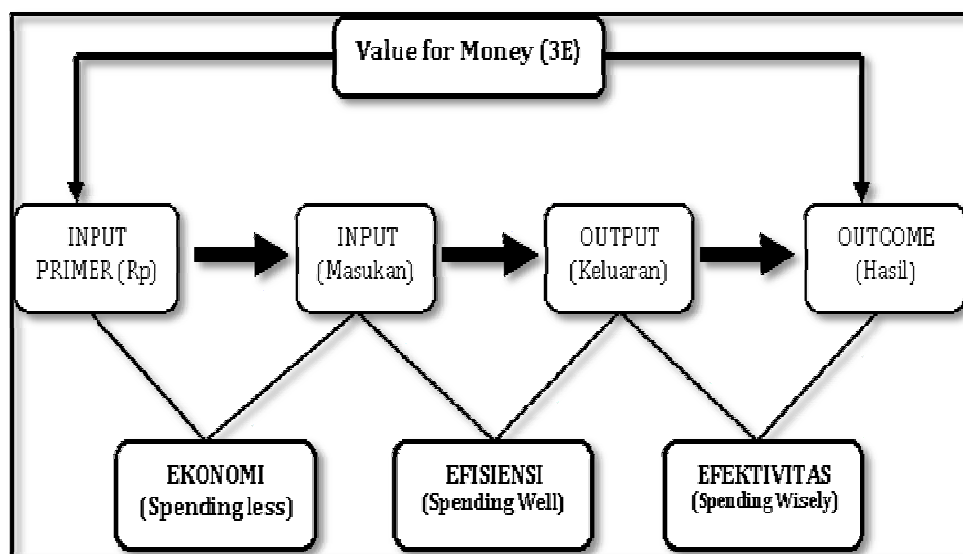 Value for Money (3E)
INPUT
PRIMER (Rp)
INPUT
(Masukan)
OUTPUT
(Keluaran)
OUTCOME
(Hasil)
EKONOMI
(Spending less)
EFISIENSI
(Spending Well)
EFEKTIVITAS
(Spending Wisely)